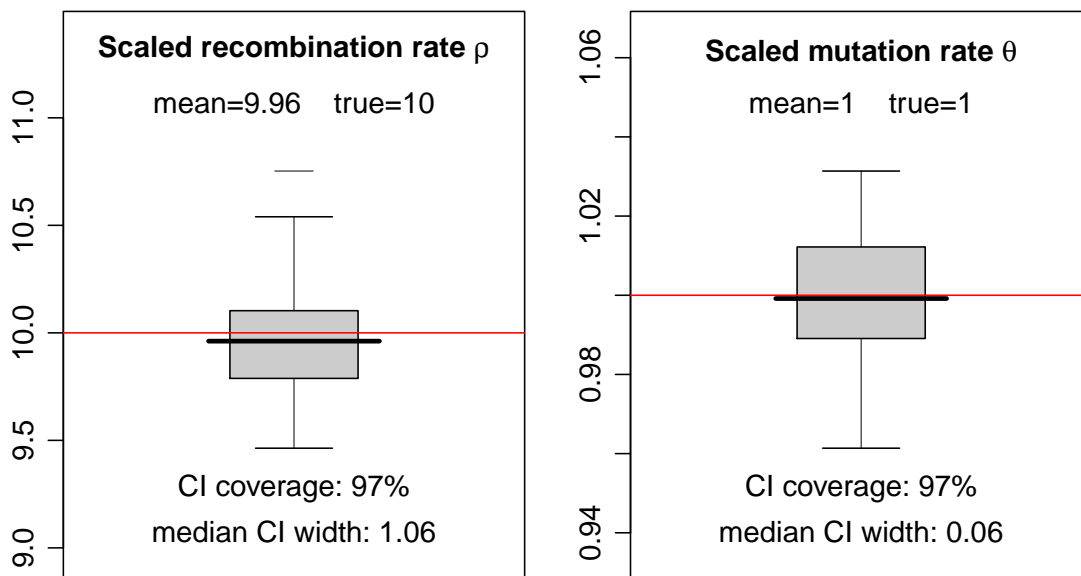 Scaled recombination rate ρ
mean=9.96 true=10
11.0
10.5
10.0
9.5
9.0
CI coverage: 97%
median CI width: 1.06
Scaled mutation rate θ
mean=1 true=1
1.06
1.02
0.98
0.94
CI coverage: 97%
median CI width: 0.06